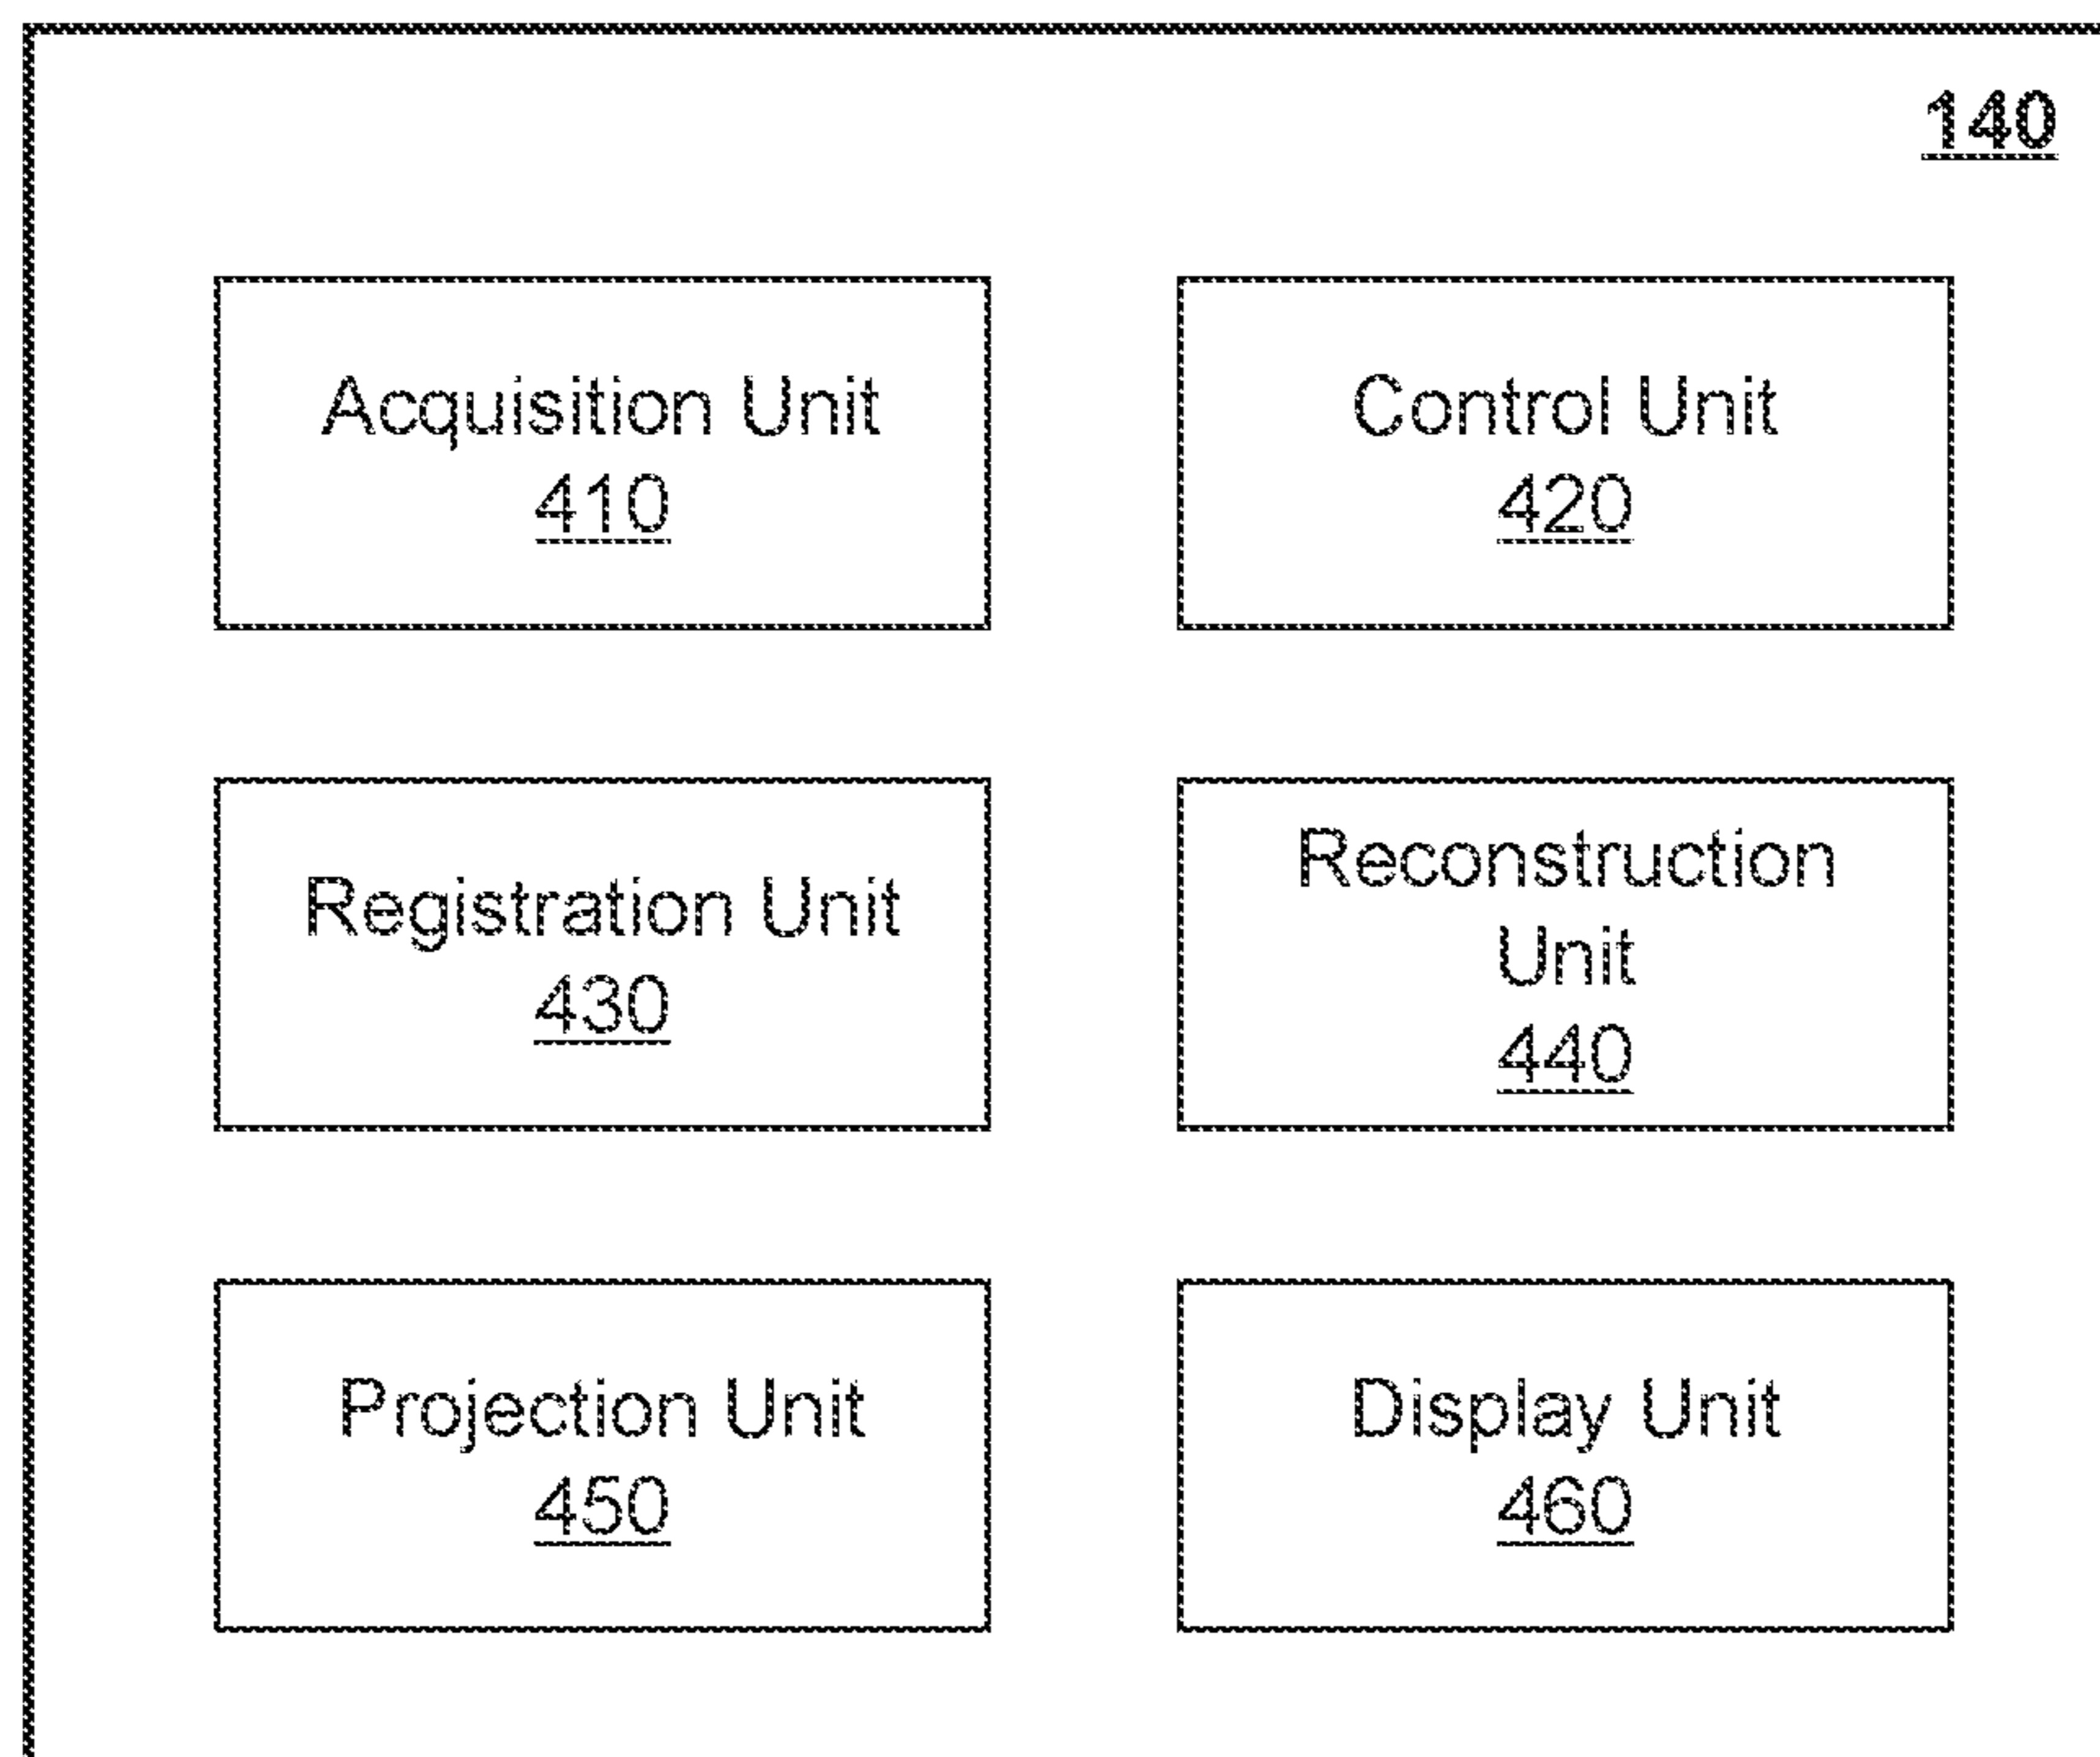 140
Acquisition Unit
410
Control Unit
420
Registration Unit
430
Reconstruction
Unit
440
Projection Unit
450
Display Unit
460